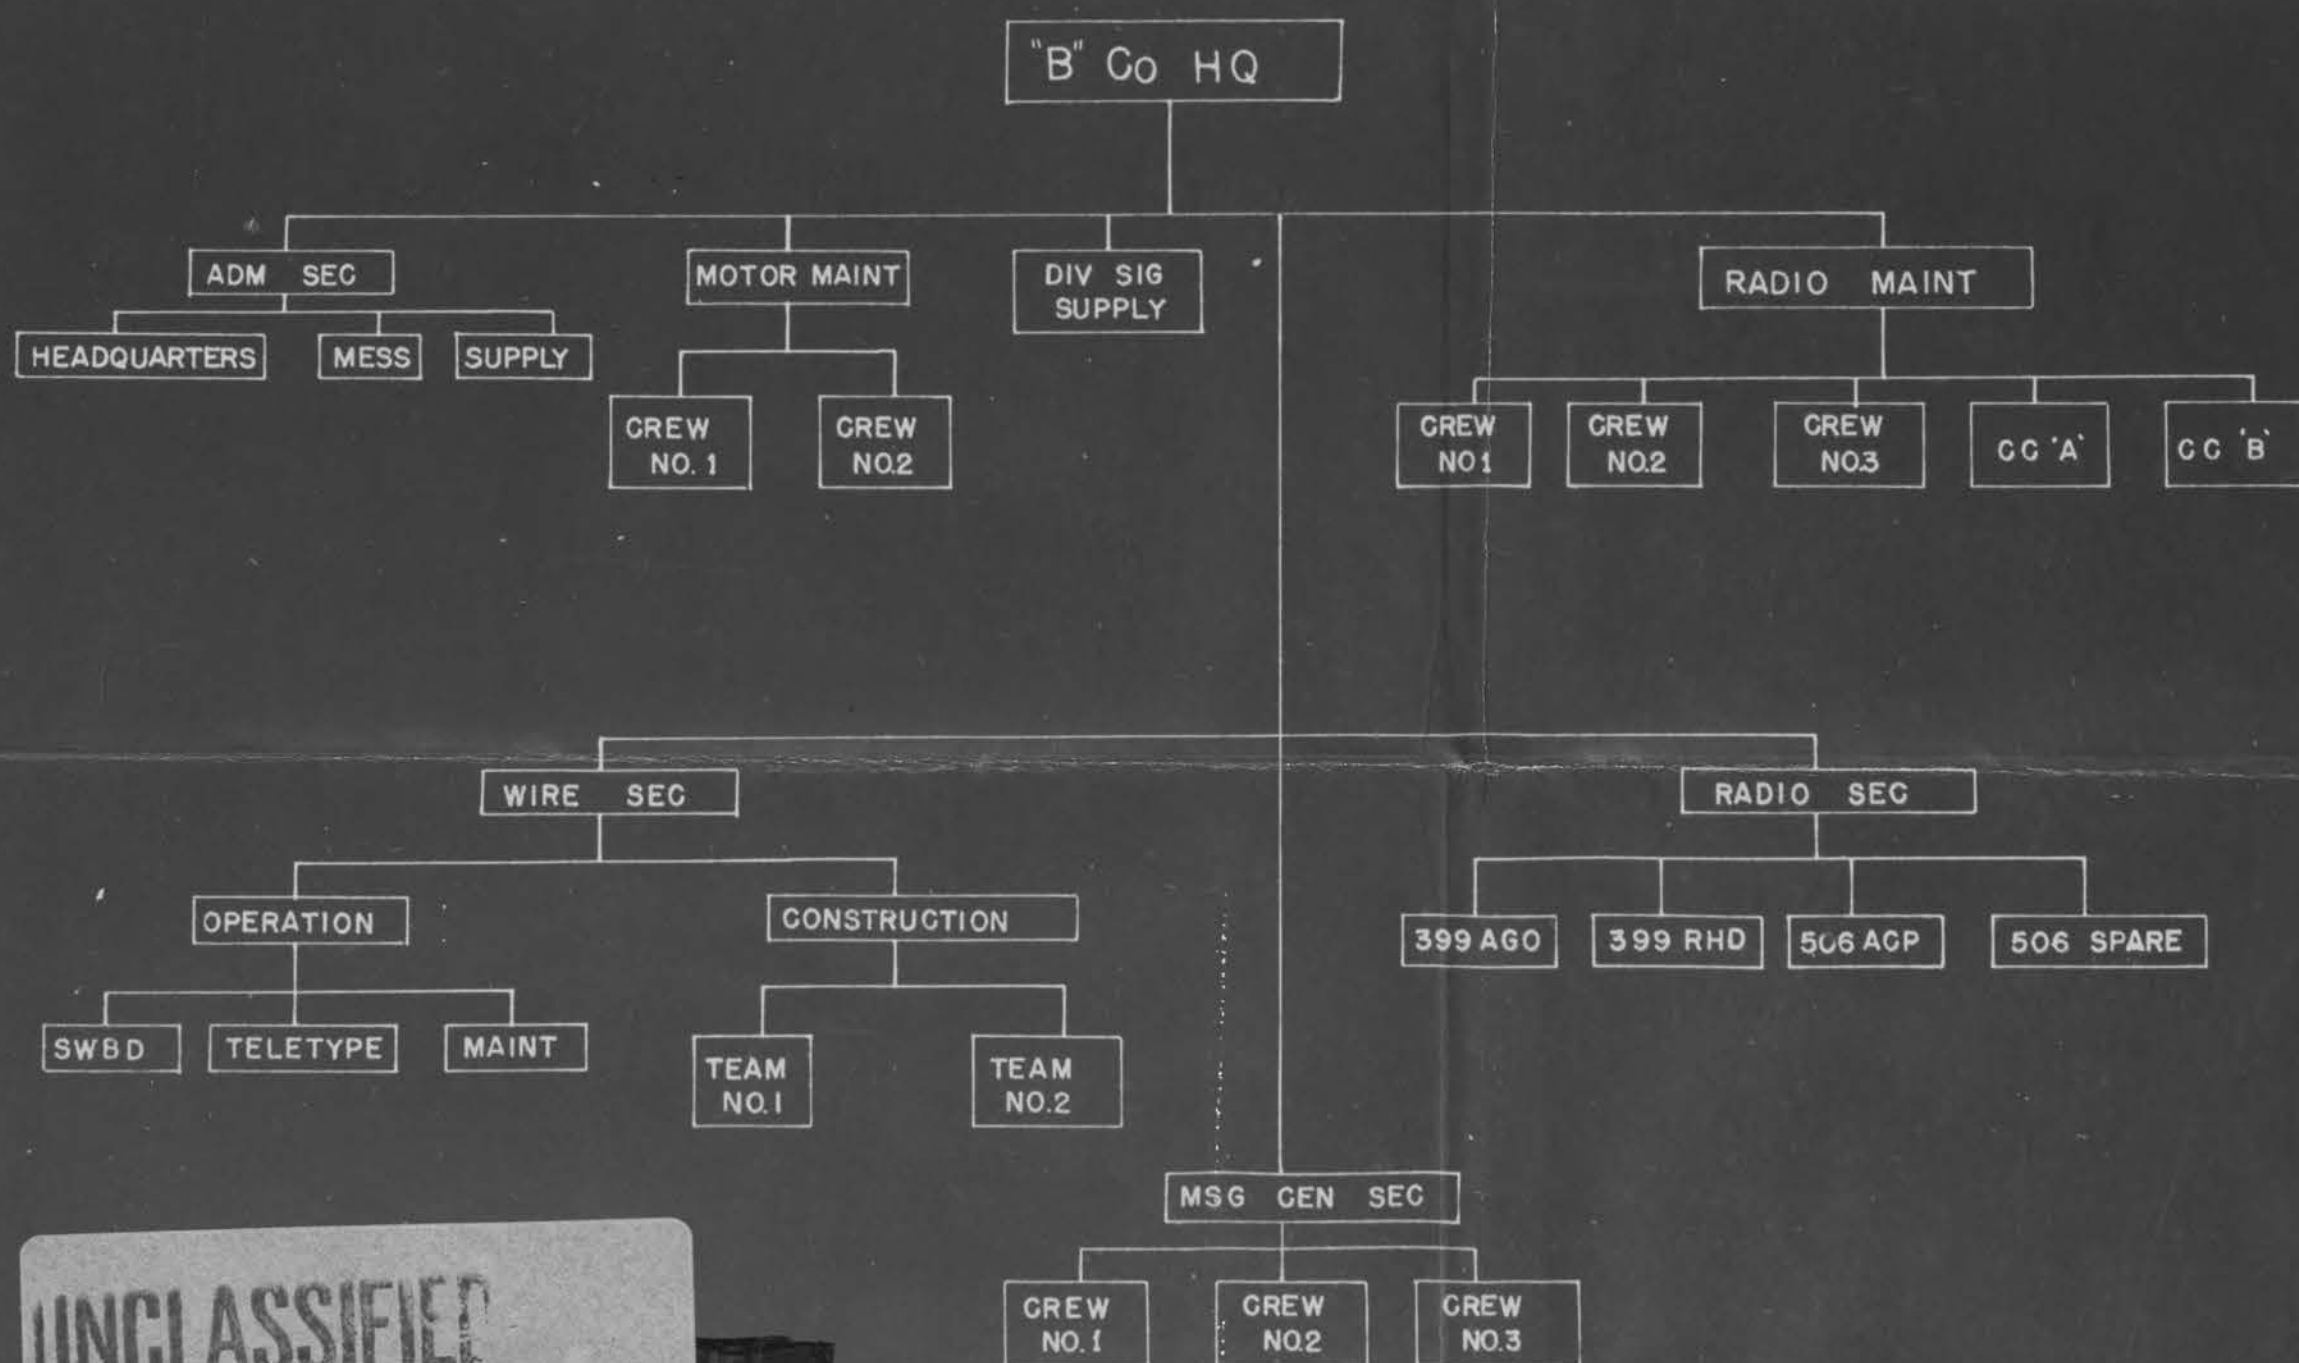 "B" Co HQ
ADM SEC
MOTOR MAINT
DIV SIG
SUPPLY
RADIO MAINT
HEADQUARTERS
MESS
SUPPLY
CREW
NO. 1
CREW
NO.2
CREW
NO 1
CREW
NO.2
CREW
NO.3
CC 'A'
CC 'B'
WIRE SEC
RADIO SEC
OPERATION
CONSTRUCTION
399 AGO
399 RHD
506 ACP
506 SPARE
SWBD
TELETYPE
MAINT
TEAM
NO.1
TEAM
NO.2
MSG CEN SEC
CREW
NO.1
CREW
NO.2
CREW
NO.3
UNCLASSIFIED